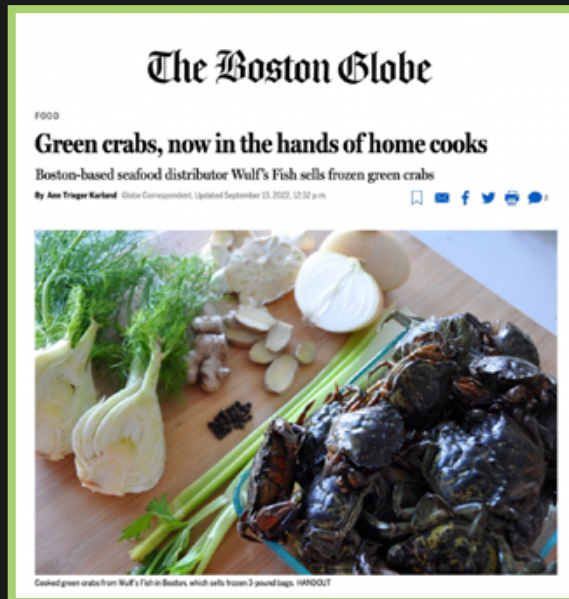 The Boston Globe
FOOD
Green crabs, now in the hands of home cooks
Boston-based seafood distributor Wulf's Fish sells frozen green crabs
By Ann Trieger Kurland Globe Correspondent, Updated September 13, 2022, 12:32 p.m.
2
Cooked green crabs from Wulf's Fish in Boston, which sells frozen 3-pound bags. HANDOUT